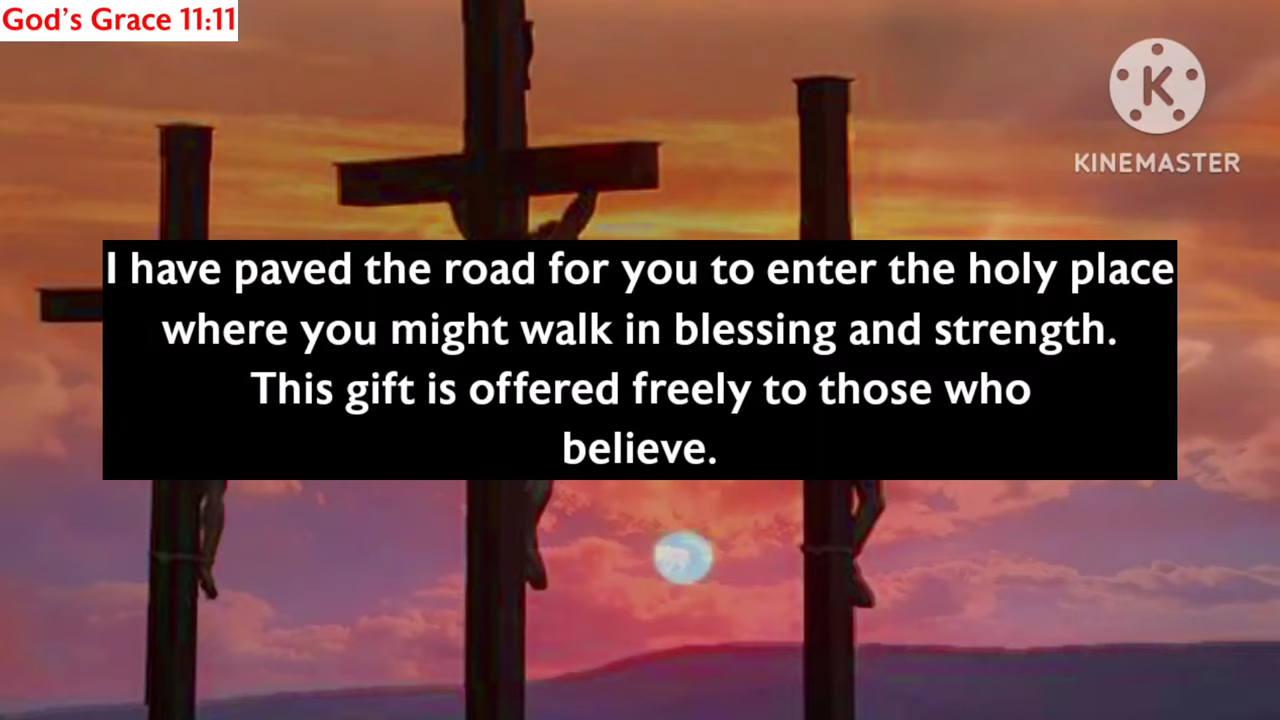 God's Grace 11:11
K
KINEMASTER
I have paved the road for you to enter the holy place
where you might walk in blessing and strength.
This gift is offered freely to those who
believe.